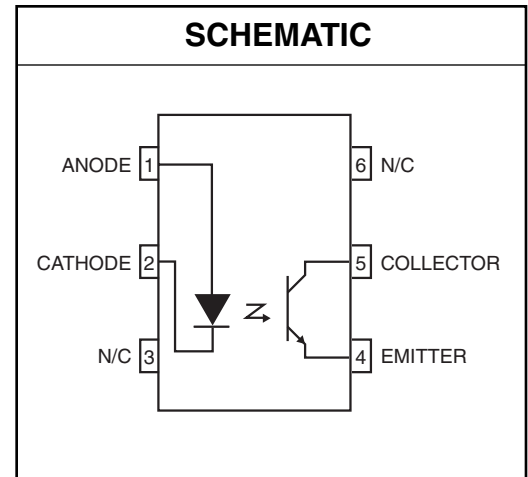 SCHEMATIC
ANODE 1
6 N/C
CATHODE 2
5 COLLECTOR
N/C 3
4 EMITTER